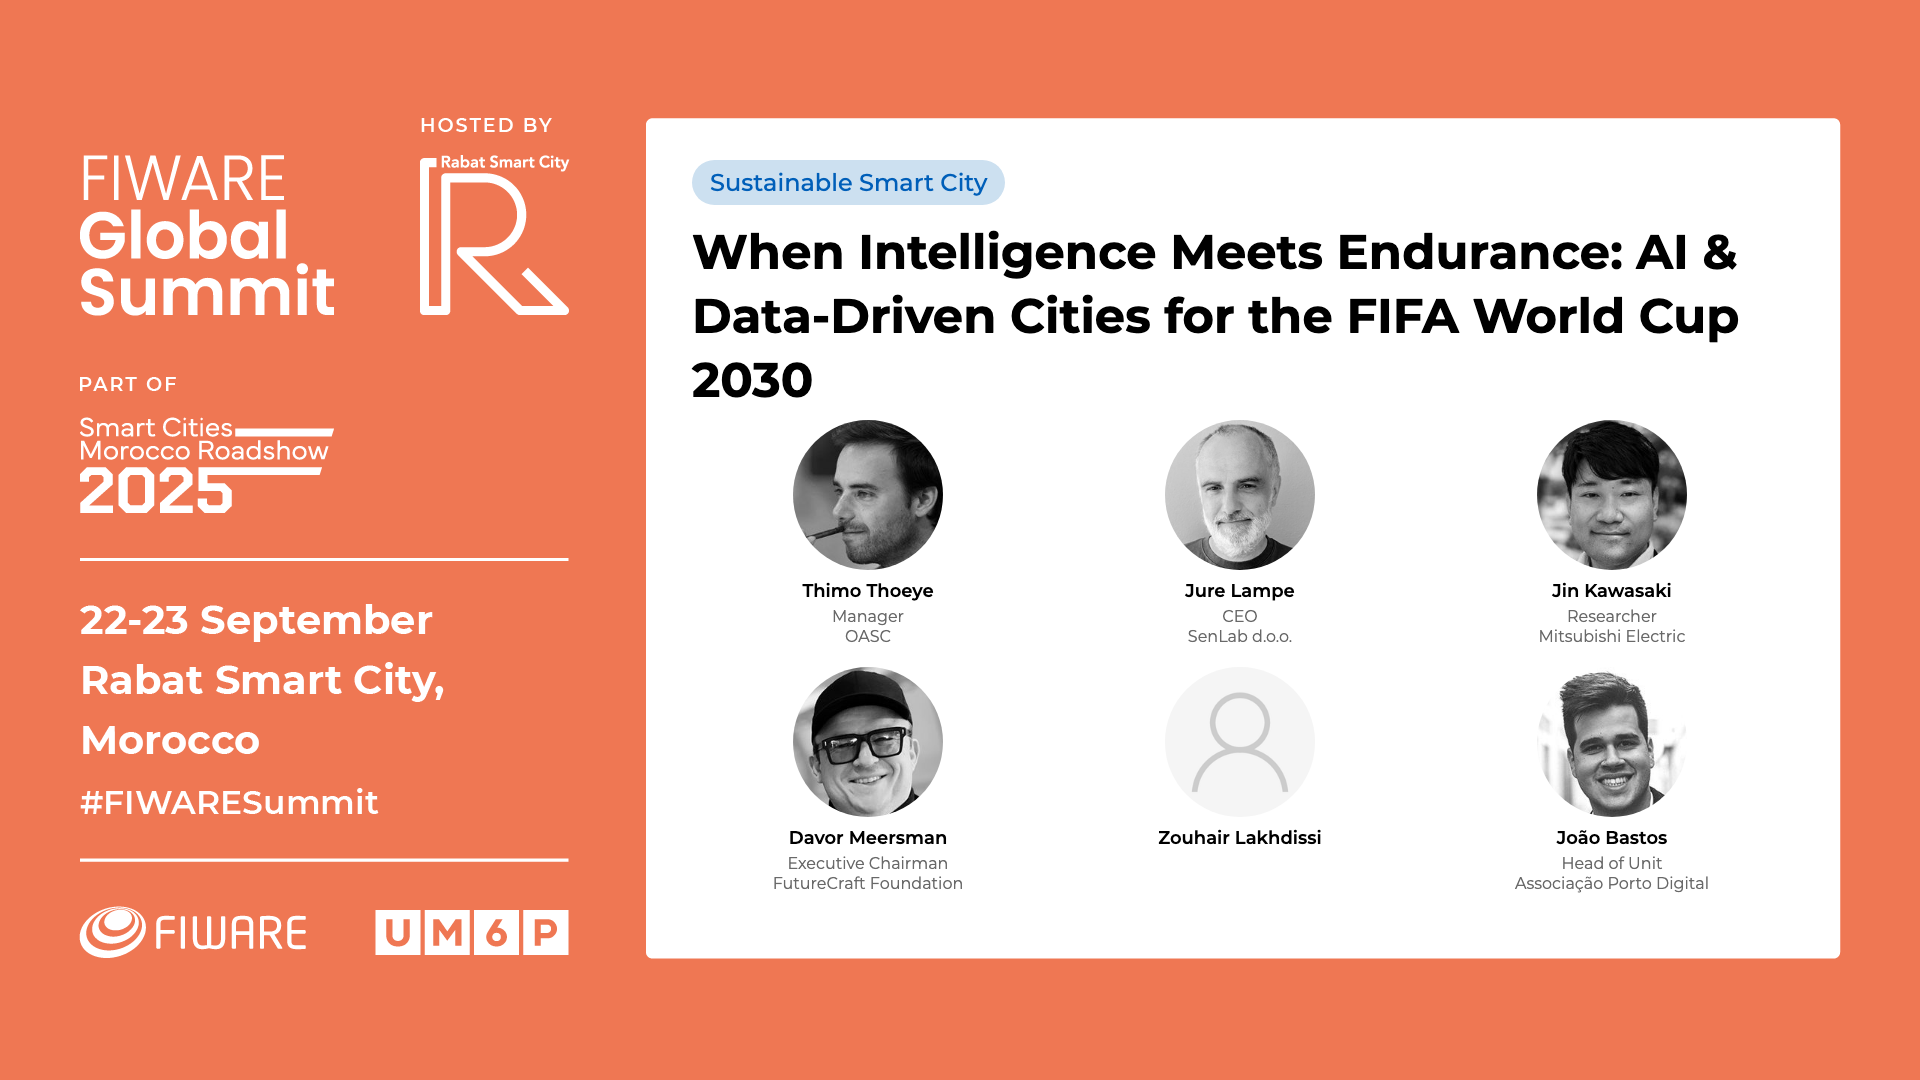 HOSTED BY
FIWARE
Global
Summit
Rabat Smart City
R
PART OF
Smart Cities
Morocco Roadshow
2025
22-23 September
Rabat Smart City,
Morocco
#FIWARESummit
FIWARE
UM6P
Sustainable Smart City
When Intelligence Meets Endurance: AI &
Data-Driven Cities for the FIFA World Cup
2030
Thimo Thoeye
Manager
OASC
Jure Lampe
CEO
SenLab d.o.o.
Jin Kawasaki
Researcher
Mitsubishi Electric
Davor Meersman
Executive Chairman
FutureCraft Foundation
Zouhair Lakhdissi
João Bastos
Head of Unit
Associação Porto Digital